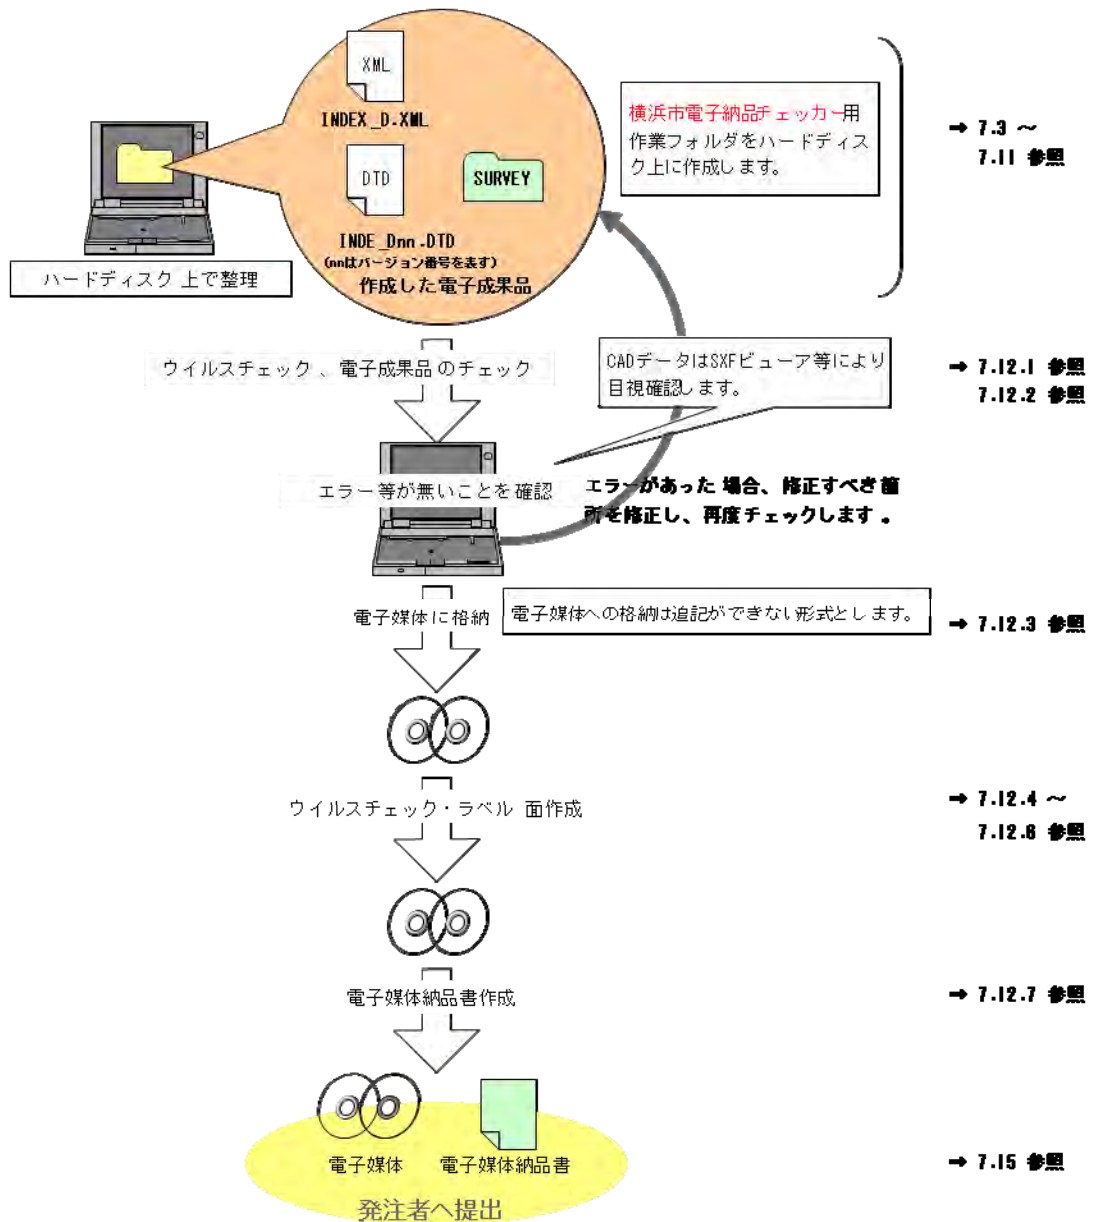 XML
INDEX_D.XML
DTD
SURVEY
INDE_Dnn.DTD
(nnはバージョン番号を表す)
作成した電子成果品
ハードディスク 上で整理
横浜市電子納品チェッカー用
作業フォルダをハードディス
ク上に作成します。
➡ 7.3 ～
7.11 参照
ウイルスチェック 、電子成果品 のチェック
CADデータはSXFビューア等により
目視確認します。
➡ 7.12.1 参照
7.12.2 参照
エラー等が無いことを確認
エラーがあった 場合、修正すべき箇
所を修正し、再度チェックします 。
電子媒体に格納
電子媒体への格納は追記ができない形式とします。
➡ 7.12.3 参照
ウイルスチェック・ラベル 面作成
➡ 7.12.4 ～
7.12.6 参照
電子媒体納品書作成
➡ 7.12.7 参照
電子媒体
電子媒体納品書
➡ 7.15 参照
発注者へ提出